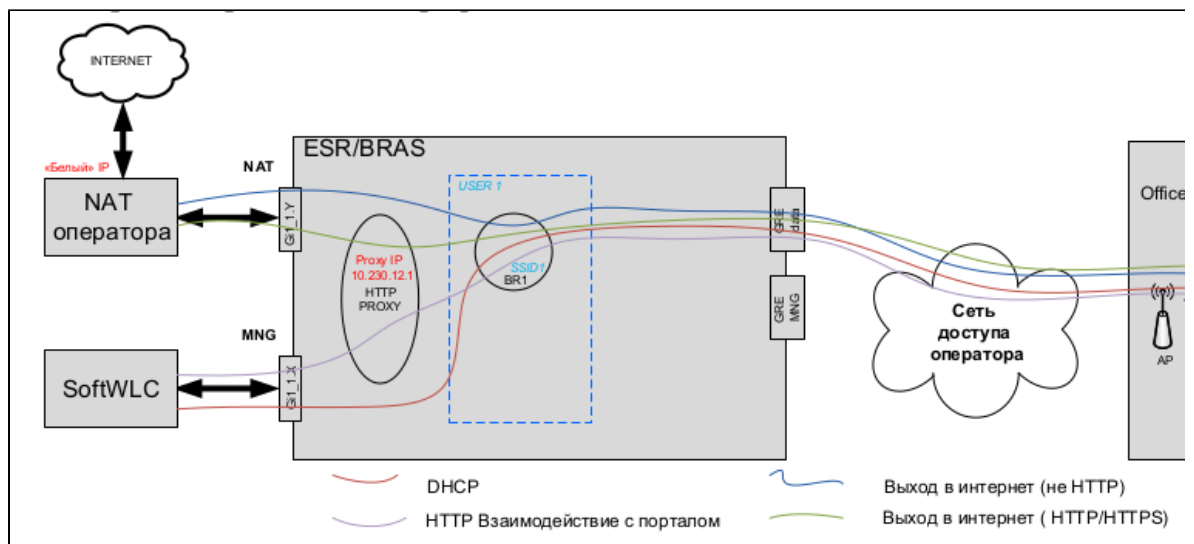 INTERNET
«Белый» IP
NAT
оператора
NAT
Gi1_1.Y
ESR/BRAS
USER 1
Proxy IP
10.230.12.1
HTTP
PROXY
SSID1
BR1
GRE
data
GRE
MNG
Сеть
доступа
оператора
Office
AP
MNG
SoftWLC
Gi1_1.X
DHCP
HTTP Взаимодействие с порталом
Выход в интернет (не HTTP)
Выход в интернет ( HTTP/HTTPS)